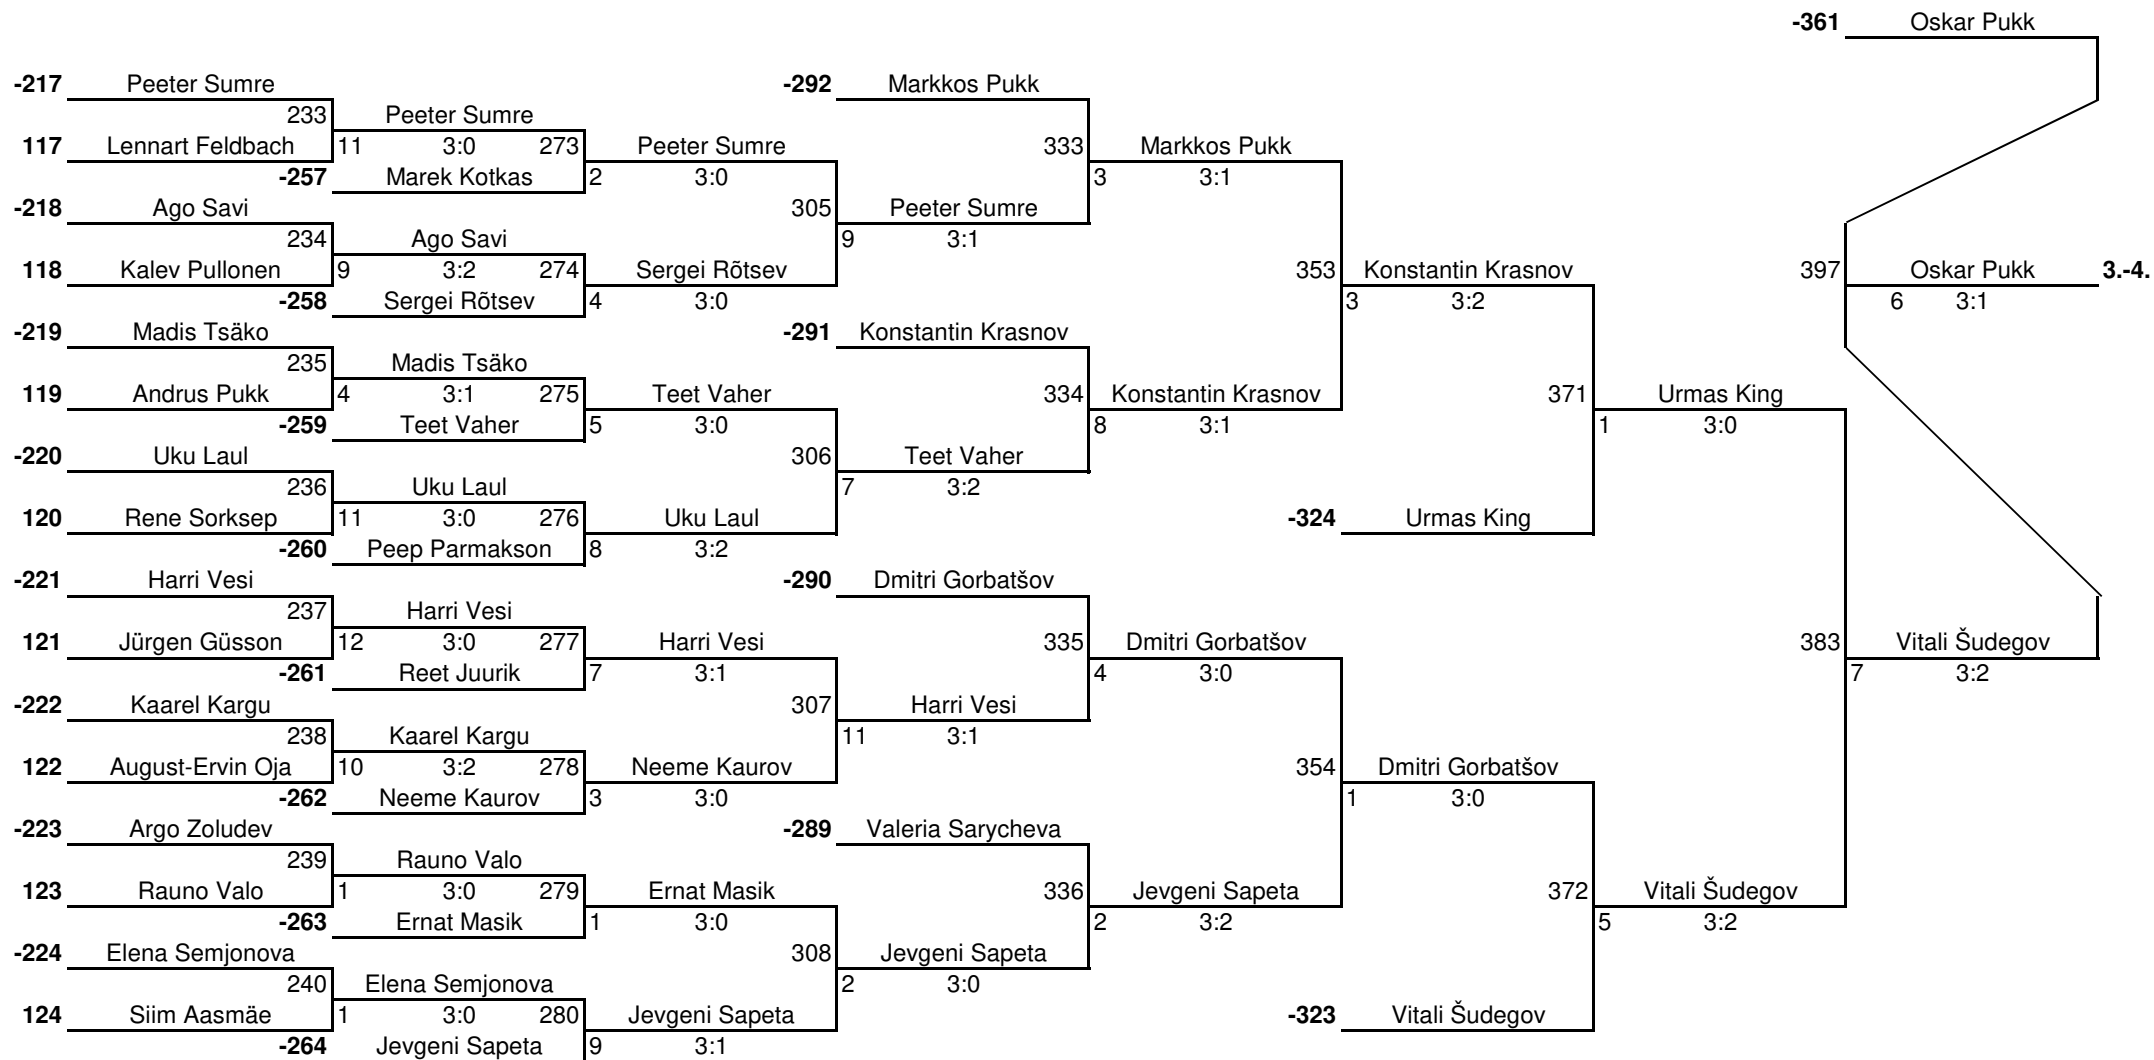 -361 Oskar Pukk
-217 Peeter Sumre -292 Markkos Pukk
233 Peeter Sumre
117 Lennart Feldbach 11 3:0 273 Peeter Sumre 333 Markkos Pukk
-257 Marek Kotkas 2 3:0 3 3:1
-218 Ago Savi 305 Peeter Sumre
234 Ago Savi 9 3:1
118 Kalev Pullonen 9 3:2 274 Sergei Rõtsev 353 Konstantin Krasnov 397 Oskar Pukk 3.-4.
-258 Sergei Rõtsev 4 3:0 3 3:2 6 3:1
-219 Madis Tsäko -291 Konstantin Krasnov
235 Madis Tsäko
119 Andrus Pukk 4 3:1 275 Teet Vaher 334 Konstantin Krasnov 371 Urmas King
-259 Teet Vaher 5 3:0 8 3:1 1 3:0
-220 Uku Laul 306 Teet Vaher
236 Uku Laul 7 3:2
120 Rene Sorksep 11 3:0 276 Uku Laul -324 Urmas King
-260 Peep Parmakson 8 3:2
-221 Harri Vesi -290 Dmitri Gorbatšov
237 Harri Vesi
121 Jürgen Güsson 12 3:0 277 Harri Vesi 335 Dmitri Gorbatšov 383 Vitali Šudegov
-261 Reet Juurik 7 3:1 4 3:0 7 3:2
-222 Kaarel Kargu 307 Harri Vesi
238 Kaarel Kargu 11 3:1
122 August-Ervin Oja 10 3:2 278 Neeme Kaurov 354 Dmitri Gorbatšov
-262 Neeme Kaurov 3 3:0 1 3:0
-223 Argo Zoludev -289 Valeria Sarycheva
239 Rauno Valo
123 Rauno Valo 1 3:0 279 Ernat Masik 336 Jevgeni Sapeta 372 Vitali Šudegov
-263 Ernat Masik 1 3:0 2 3:2 5 3:2
-224 Elena Semjonova 308 Jevgeni Sapeta
240 Elena Semjonova 2 3:0
124 Siim Aasmäe 1 3:0 280 Jevgeni Sapeta -323 Vitali Šudegov
-264 Jevgeni Sapeta 9 3:1